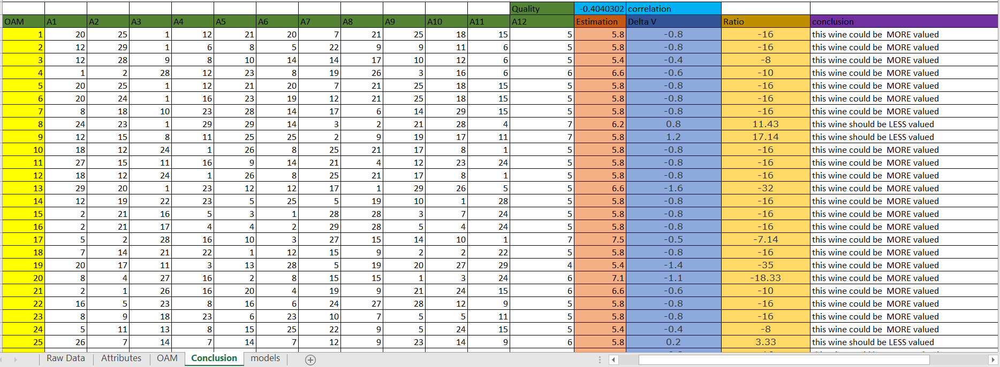 Quality -0.4040302 correlation
OAM A1 A2 A3 A4 A5 A6 A7 A8 A9 A10 A11 A12 Estimation Delta V Ratio conclusion
1 20 25 1 12 21 20 7 21 25 18 15 5 5.8 -0.8 -16 this wine could be  MORE valued
2 12 29 1 6 8 5 22 9 9 11 6 5 5.8 -0.8 -16 this wine could be  MORE valued
3 12 28 9 8 10 14 14 17 10 12 6 5 5.4 -0.4 -8 this wine could be  MORE valued
4 1 2 28 12 23 8 19 26 3 16 6 6 6.6 -0.6 -10 this wine could be  MORE valued
5 20 25 1 12 21 20 7 21 25 18 15 5 5.8 -0.8 -16 this wine could be  MORE valued
6 20 24 1 16 23 19 12 21 25 18 15 5 5.8 -0.8 -16 this wine could be  MORE valued
7 8 18 10 23 28 14 17 6 14 29 15 5 5.8 -0.8 -16 this wine could be  MORE valued
8 24 23 1 29 29 14 3 2 21 28 4 7 6.2 0.8 11.43 this wine should be LESS valued
9 12 15 8 11 25 25 2 9 19 17 11 7 5.8 1.2 17.14 this wine should be LESS valued
10 18 12 24 1 26 8 25 21 17 8 1 5 5.8 -0.8 -16 this wine could be  MORE valued
11 27 15 11 16 9 14 21 4 12 23 24 5 5.8 -0.8 -16 this wine could be  MORE valued
12 18 12 24 1 26 8 25 21 17 8 1 5 5.8 -0.8 -16 this wine could be  MORE valued
13 29 20 1 23 12 12 17 1 29 26 5 5 6.6 -1.6 -32 this wine could be  MORE valued
14 12 19 22 23 5 25 5 19 10 1 28 5 5.8 -0.8 -16 this wine could be  MORE valued
15 2 21 16 5 3 1 28 28 3 7 24 5 5.8 -0.8 -16 this wine could be  MORE valued
16 2 21 17 4 4 2 29 28 5 4 24 5 5.8 -0.8 -16 this wine could be  MORE valued
17 5 2 28 16 10 3 27 15 14 10 1 7 7.5 -0.5 -7.14 this wine could be  MORE valued
18 7 14 21 22 1 12 15 9 2 2 22 5 5.8 -0.8 -16 this wine could be  MORE valued
19 20 17 11 3 13 28 5 19 20 27 29 4 5.4 -1.4 -35 this wine could be  MORE valued
20 8 4 27 16 2 8 15 15 1 3 24 6 7.1 -1.1 -18.33 this wine could be  MORE valued
21 2 1 26 16 20 4 19 9 21 24 15 6 6.6 -0.6 -10 this wine could be  MORE valued
22 16 5 23 8 16 6 24 27 28 12 9 5 5.8 -0.8 -16 this wine could be  MORE valued
23 8 9 18 23 6 23 10 7 5 5 11 5 5.8 -0.8 -16 this wine could be  MORE valued
24 5 11 13 8 15 25 22 9 5 24 15 5 5.4 -0.4 -8 this wine could be  MORE valued
25 26 7 14 7 14 7 12 9 23 14 9 6 5.8 0.2 3.33 this wine should be LESS valued
Raw Data Attributes OAM Conclusion models